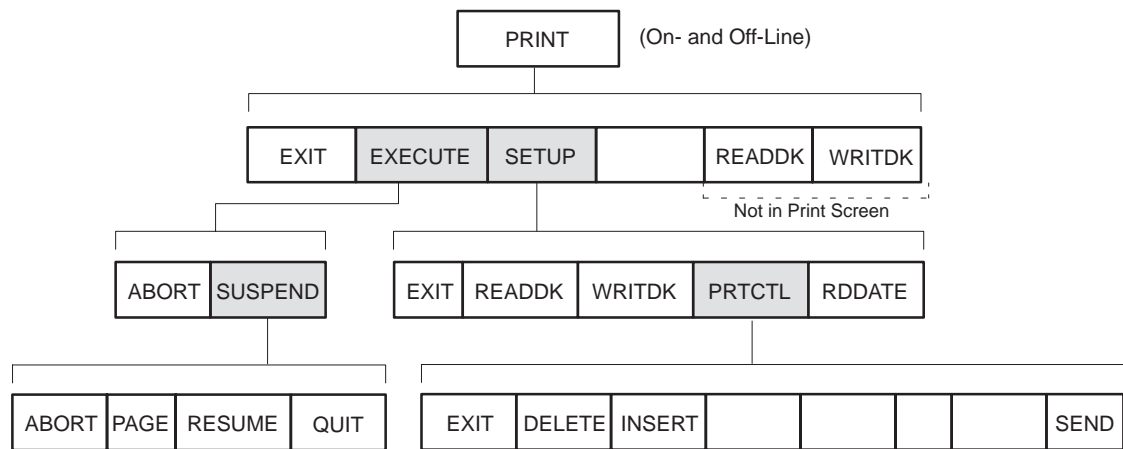 PRINT (On- and Off-Line)
EXIT EXECUTE SETUP READDK WRITDK
Not in Print Screen
ABORT SUSPEND EXIT READDK WRITDK PRTCTL RDDATE
ABORT PAGE RESUME QUIT EXIT DELETE INSERT SEND